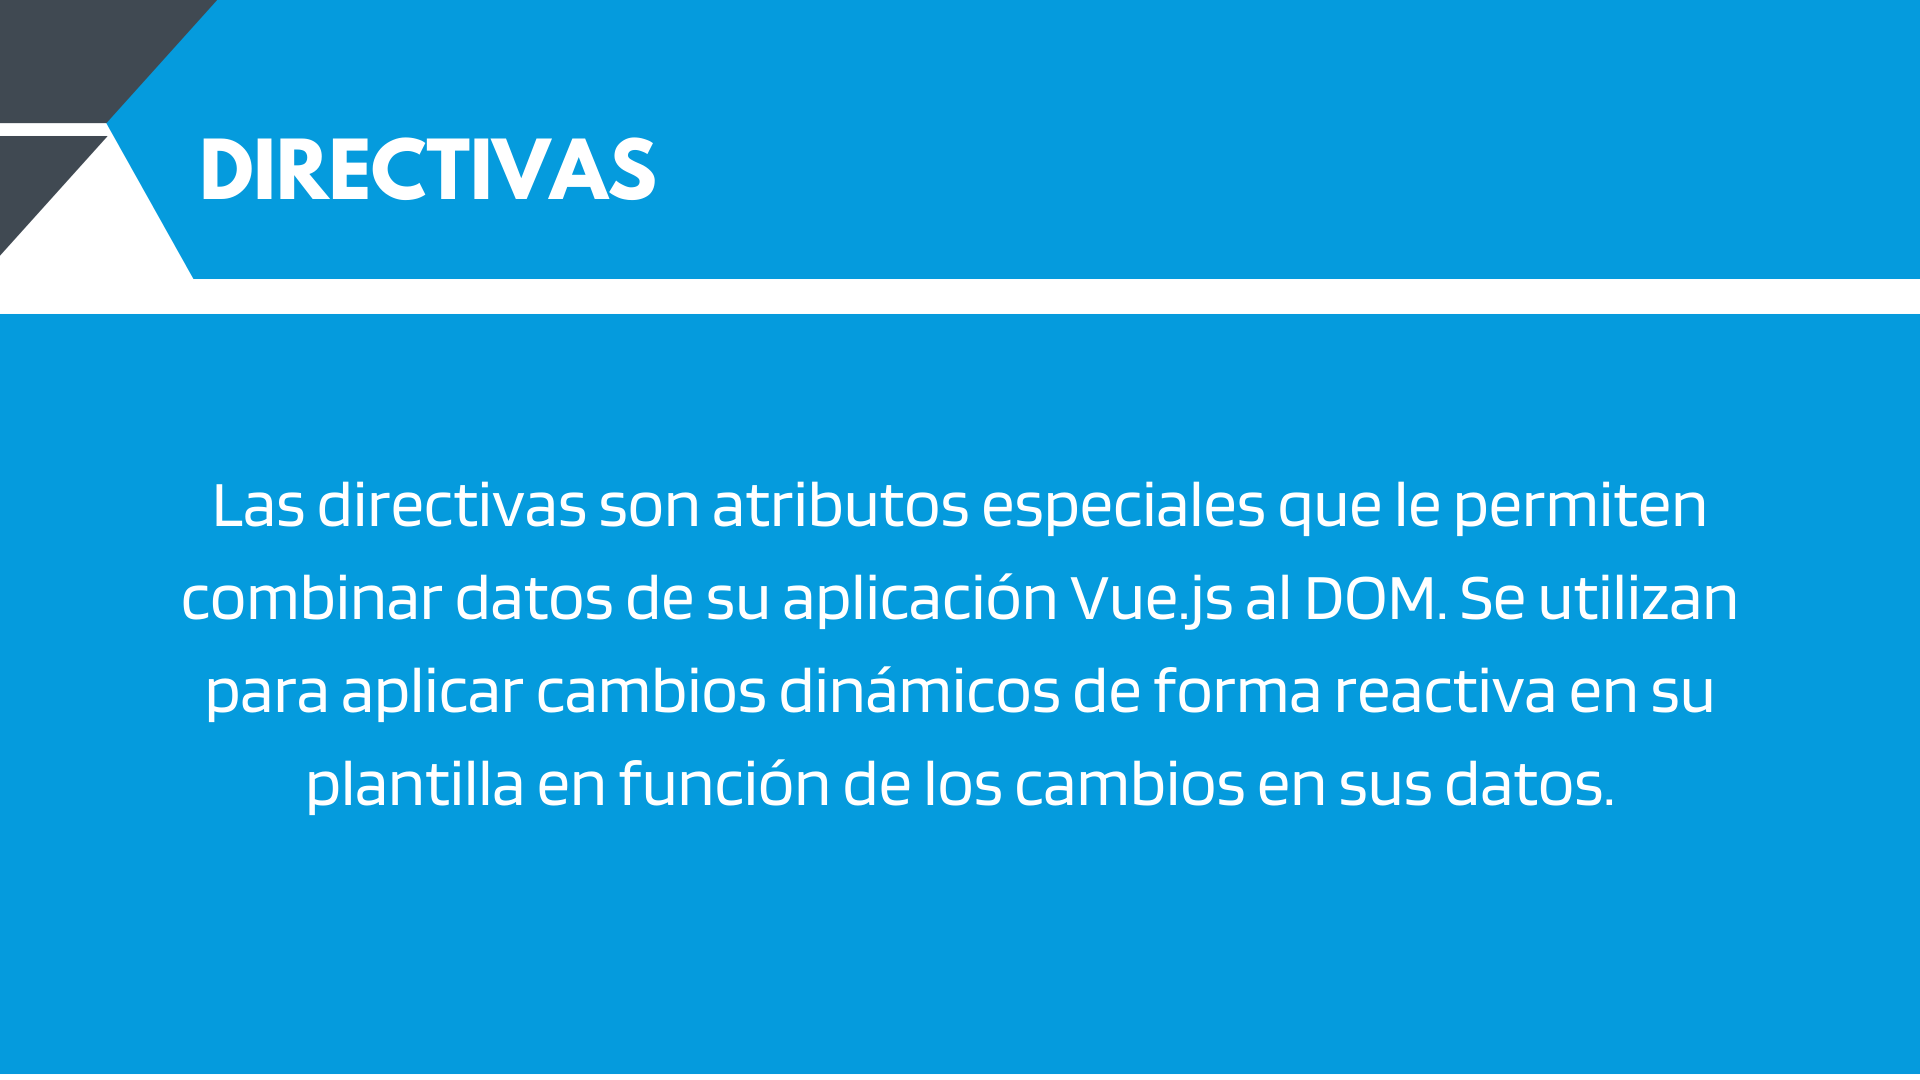 DIRECTIVAS
Las directivas son atributos especiales que le permiten
combinar datos de su aplicación Vue.js al DOM. Se utilizan
para aplicar cambios dinámicos de forma reactiva en su
plantilla en función de los cambios en sus datos.